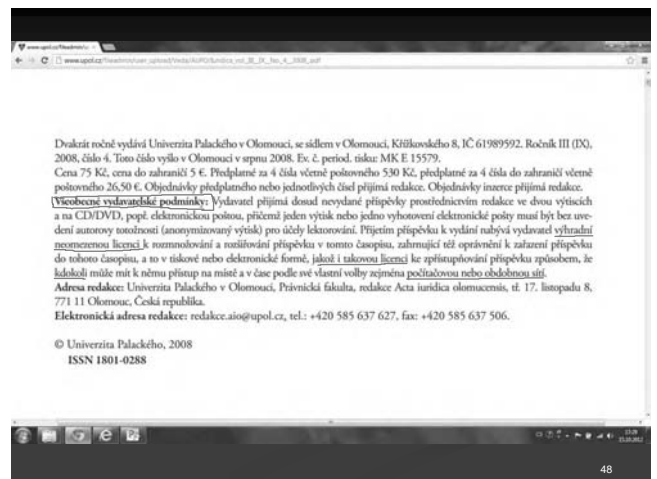 Dvakrát ročně vydává Univerzita Palackého v Olomouci, se sídlem v Olomouci, Křížkovského 8, IČ 61989592. Ročník III (IX),
2008, číslo 4. Toto číslo vyšlo v Olomouci v srpnu 2008. Ev. č. period. tisku: MK E 15579.
Cena 75 Kč, cena do zahraničí 5 €. Předplatné za 4 čísla včetně poštovného 530 Kč, předplatné za 4 čísla do zahraničí včetně
poštovného 26,50 €. Objednávky předplatného nebo jednotlivých čísel přijímá redakce. Objednávky inzerce přijímá redakce.
Všeobecné vydavatelské podmínky: Vydavatel přijímá dosud nevydané příspěvky prostřednictvím redakce ve dvou výtiscích
a na CD/DVD, popř. elektronickou poštou, přičemž jeden výtisk nebo jedno vyhotovení elektronické pošty musí být bez uve-
dení autorovy totožnosti (anonymizovaný výtisk) pro účely lektorování. Přijetím příspěvku k vydání nabývá vydavatel výhradní
neomezenou licenci k rozmnožování a rozšiřování příspěvku v tomto časopisu, zahrnující též oprávnění k zařazení příspěvku
do tohoto časopisu, a to v tiskové nebo elektronické formě, jakož i takovou licenci ke zpřístupňování příspěvku způsobem, že
kdokoli může mít k němu přístup na místě a v čase podle své vlastní volby zejména počítačovou nebo obdobnou sítí.
Adresa redakce: Univerzita Palackého v Olomouci, Právnická fakulta, redakce Acta iuridica olomucensis, tř. 17. listopadu 8,
771 11 Olomouc, Česká republika.
Elektronická adresa redakce: redakce.aio@upol.cz, tel.: +420 585 637 627, fax: +420 585 637 506.
© Univerzita Palackého, 2008
ISSN 1801-0288
48